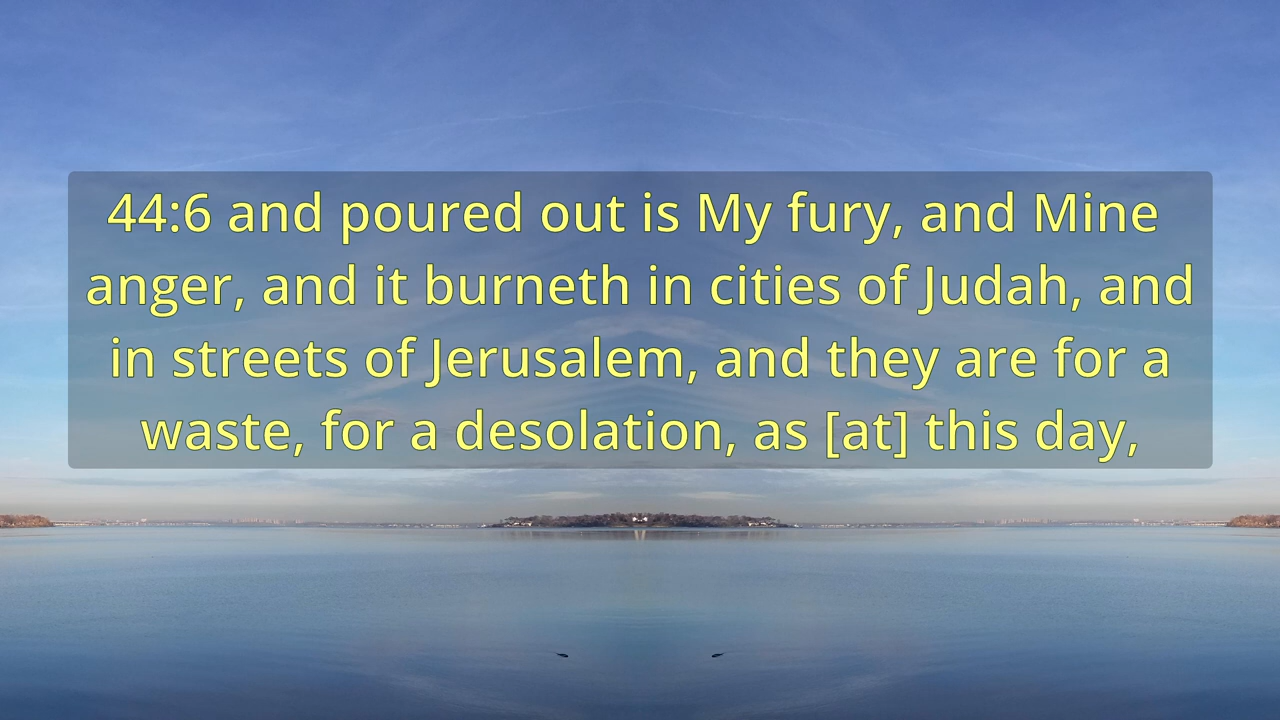 44:6 and poured out is My fury, and Mine
anger, and it burneth in cities of Judah, and
in streets of Jerusalem, and they are for a
waste, for a desolation, as [at] this day,